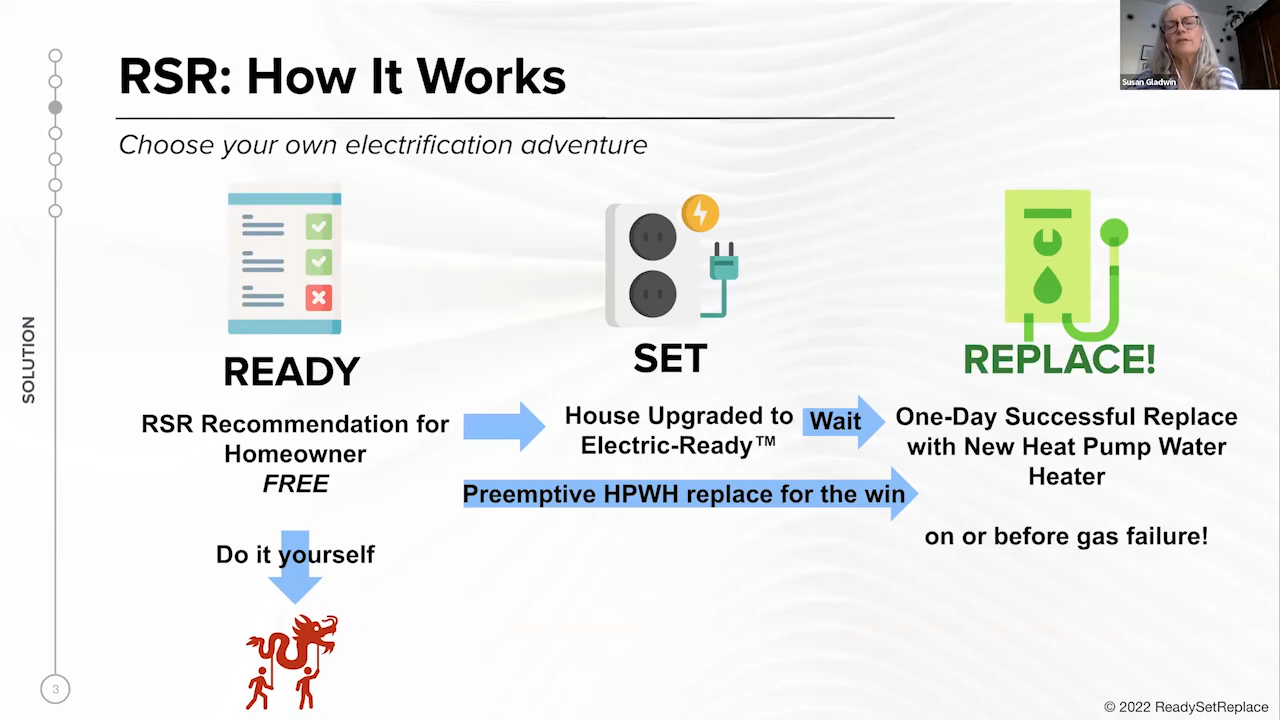 RSR: How It Works
Choose your own electrification adventure
Susan Gladwin
SOLUTION
READY
RSR Recommendation for
Homeowner
FREE
Do it yourself
SET
House Upgraded to
Electric-Ready™
Wait
Preemptive HPWH replace for the win
REPLACE!
One-Day Successful Replace
with New Heat Pump Water
Heater
on or before gas failure!
3
© 2022 ReadySetReplace